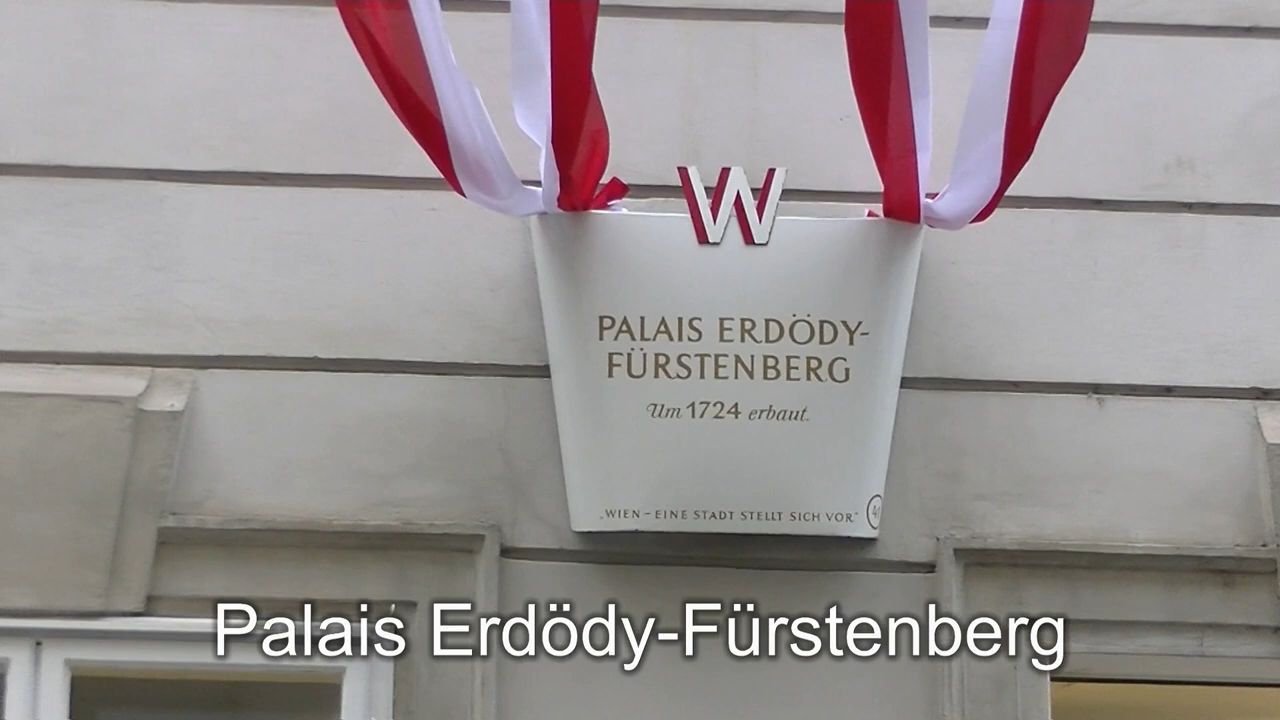 W
PALAIS ERDÖDY-
FÜRSTENBERG
Um 1724 erbaut.
„WIEN – EINE STADT STELLT SICH VOR.“
Palais Erdödy-Fürstenberg